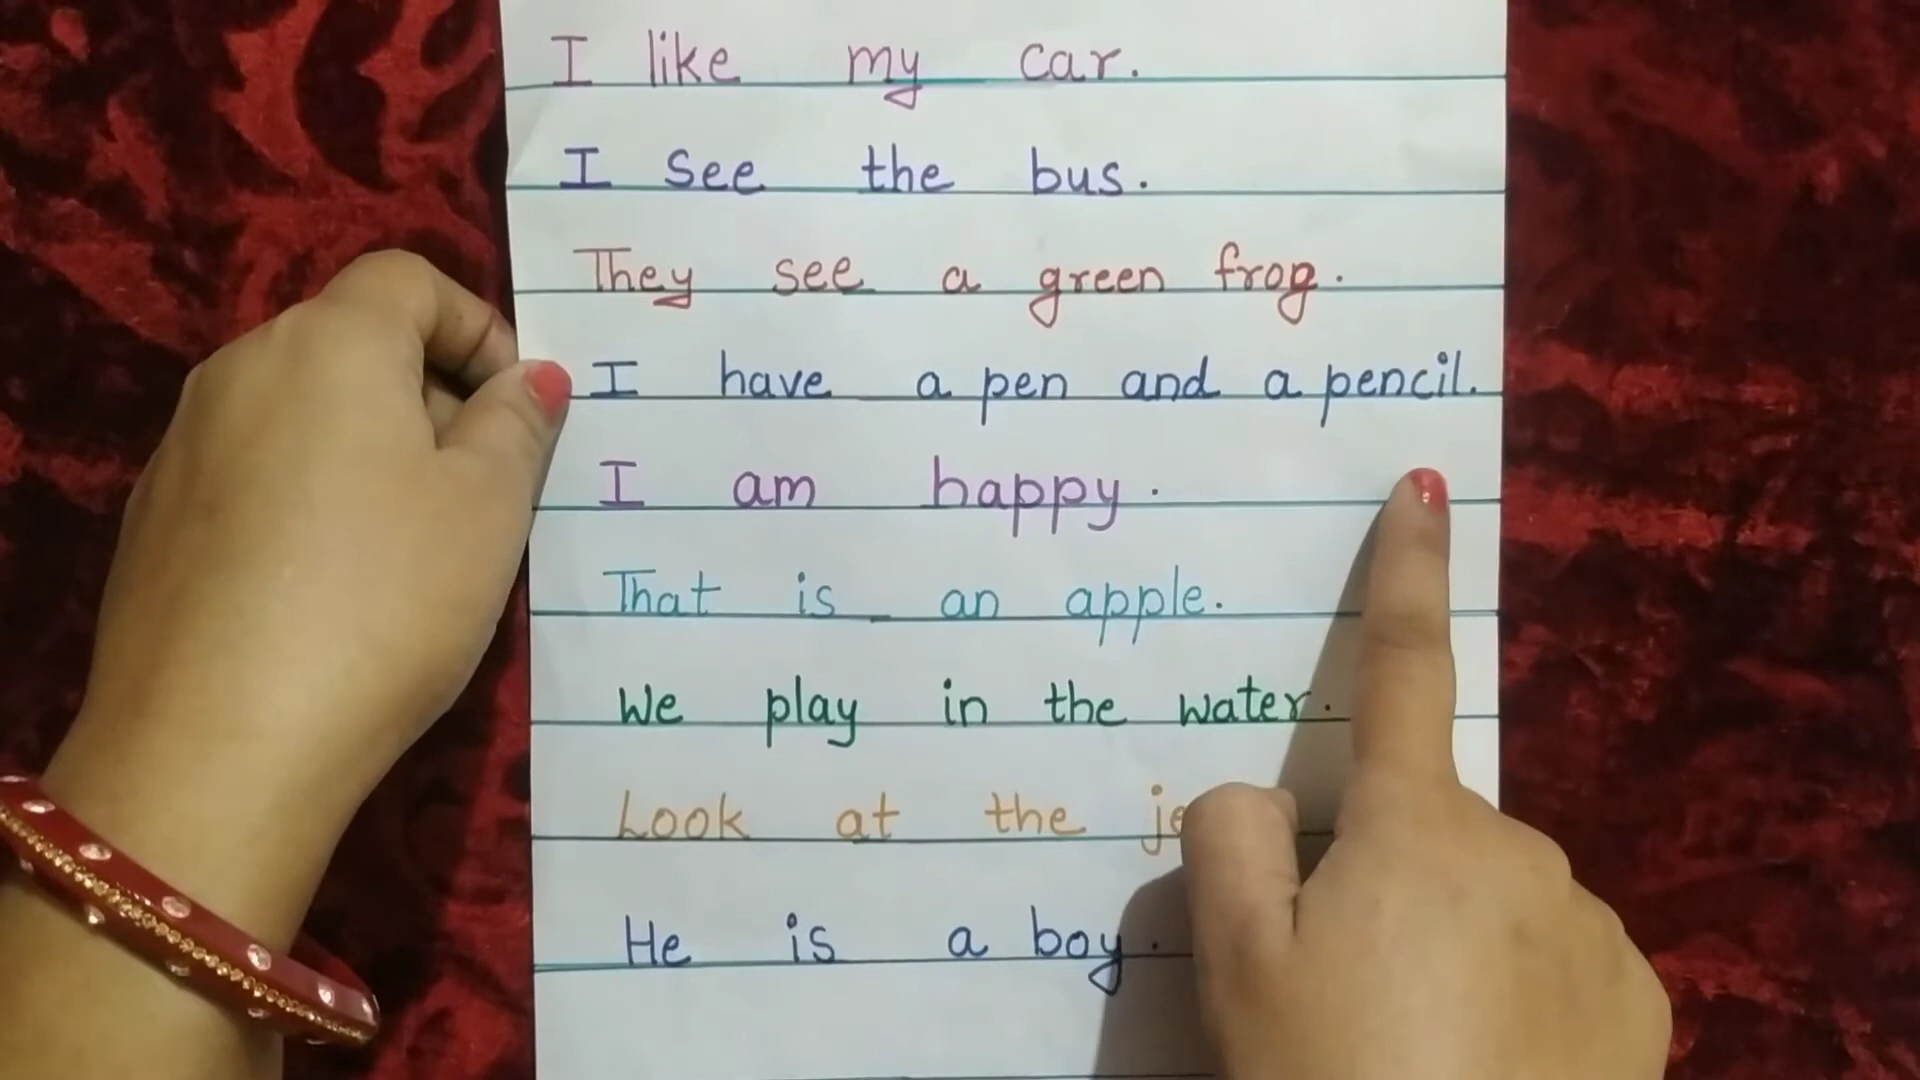 I like my car.
I see the bus.
They see a green frog.
I have a pen and a pencil.
I am happy.
That is an apple.
We play in the water.
Look at the
He is a boy.